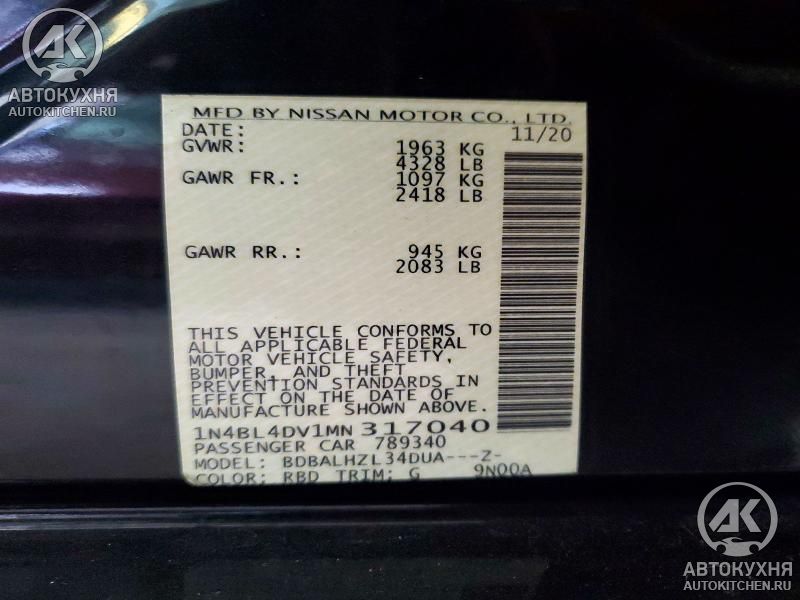 АК
АВТОКУХНЯ
AUTOKITCHEN.RU
MFD BY NISSAN MOTOR CO., LTD.
DATE: 11/20
GVWR: 1963 KG
4328 LB
GAWR FR.: 1097 KG
2418 LB
GAWR RR.: 945 KG
2083 LB
THIS VEHICLE CONFORMS TO
ALL APPLICABLE FEDERAL
MOTOR VEHICLE SAFETY,
BUMPER, AND THEFT
PREVENTION STANDARDS IN
EFFECT ON THE DATE OF
MANUFACTURE SHOWN ABOVE.
1N4BL4DV1MN317040
PASSENGER CAR 789340
MODEL: BDBALHZL34DUA---Z-
COLOR: RBD TRIM: G 9N00A
АК
АВТОКУХНЯ
AUTOKITCHEN.RU